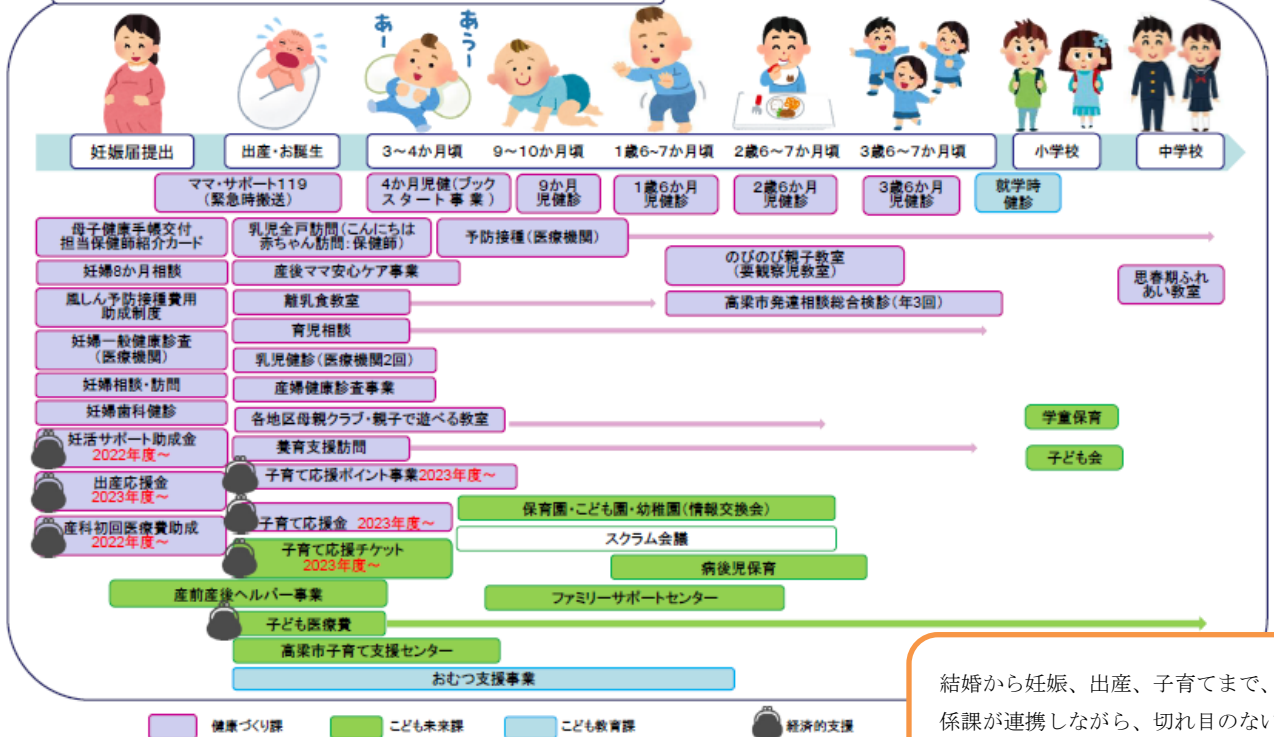 あー
あうー
妊娠届提出
出産・お誕生
3～4か月頃
9～10か月頃
1歳6~7か月頃
2歳6～7か月頃
3歳6～7か月頃
小学校
中学校
ママ・サポート119
（緊急時搬送）
4か月児健（ブック
スタート事業）
9か月
児健診
1歳6か月
児健診
2歳6か月
児健診
3歳6か月
児健診
就学時
健診
母子健康手帳交付
担当保健師紹介カード
乳児全戸訪問（こんにちは
赤ちゃん訪問：保健師）
予防接種（医療機関）
のびのび親子教室
（要観察児教室）
妊婦8か月相談
産後ママ安心ケア事業
思春期ふれ
あい教室
風しん予防接種費用
助成制度
離乳食教室
高梁市発達相談総合検診（年3回）
育児相談
妊婦一般健康診査
（医療機関）
乳児健診（医療機関2回）
妊婦相談・訪問
産婦健康診査事業
妊婦歯科健診
各地区母親クラブ・親子で遊べる教室
学童保育
妊活サポート助成金
2022年度～
養育支援訪問
子ども会
出産応援金
2023年度～
子育て応援ポイント事業2023年度～
産科初回医療費助成
2022年度～
子育て応援金 2023年度～
保育園・こども園・幼稚園（情報交換会）
スクラム会議
子育て応援チケット
2023年度～
病後児保育
産前産後ヘルパー事業
ファミリーサポートセンター
子ども医療費
高梁市子育て支援センター
おむつ支援事業
健康づくり課
こども未来課
こども教育課
経済的支援
結婚から妊娠、出産、子育てまで、
係課が連携しながら、切れ目のない